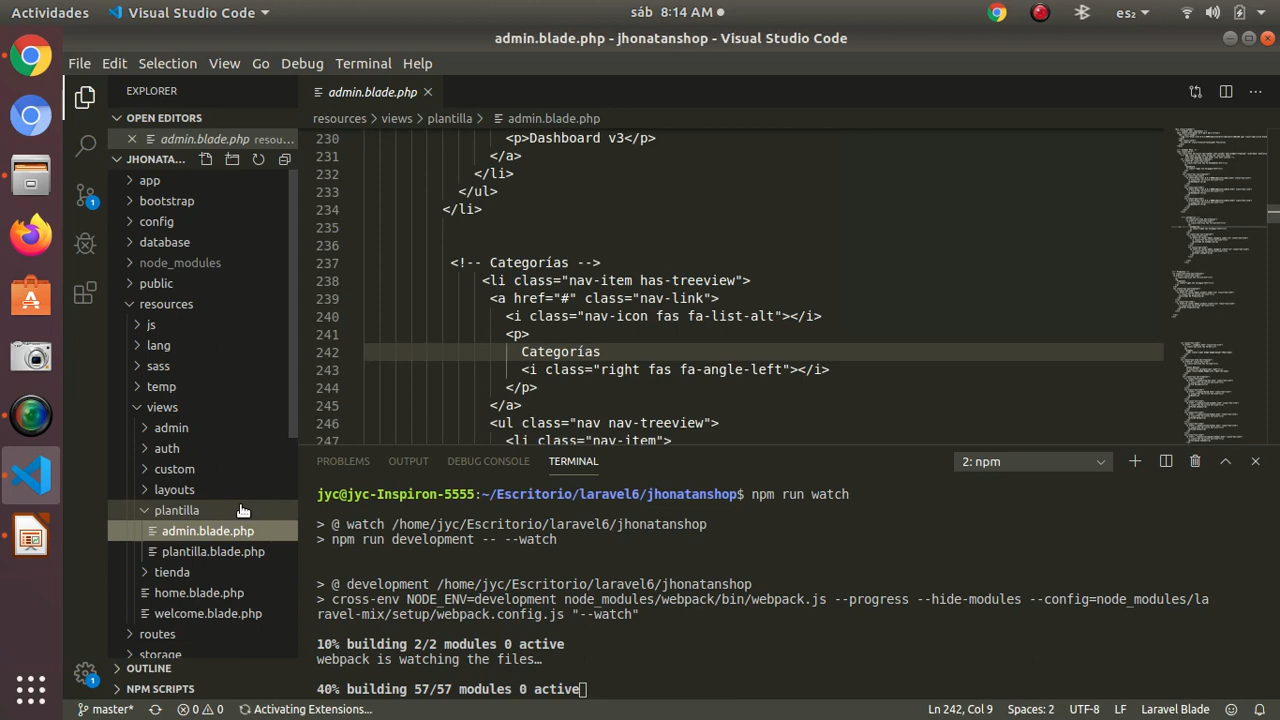 Actividades
Visual Studio Code
sáb 8:14 AM
es₂
admin.blade.php - jhonatanshop - Visual Studio Code
File Edit Selection View Go Debug Terminal Help
EXPLORER
OPEN EDITORS
admin.blade.php resou...
JHONATA...
app
bootstrap
config
database
node_modules
public
resources
js
lang
sass
temp
views
admin
auth
custom
layouts
plantilla
admin.blade.php
plantilla.blade.php
tienda
home.blade.php
welcome.blade.php
routes
storage
OUTLINE
NPM SCRIPTS
1
1
admin.blade.php
resources > views > plantilla > admin.blade.php
230 <p>Dashboard v3</p>
231 </a>
232 </li>
233 </ul>
234 </li>
235
236
237 <!-- Categorías -->
238 <li class="nav-item has-treeview">
239 <a href="#" class="nav-link">
240 <i class="nav-icon fas fa-list-alt"></i>
241 <p>
242 Categorías
243 <i class="right fas fa-angle-left"></i>
244 </p>
245 </a>
246 <ul class="nav nav-treeview">
247 <li class="nav-item">
PROBLEMS OUTPUT DEBUG CONSOLE TERMINAL
2: npm
jyc@jyc-Inspiron-5555:~/Escritorio/laravel6/jhonatanshop$ npm run watch
> @ watch /home/jyc/Escritorio/laravel6/jhonatanshop
> npm run development -- --watch
> @ development /home/jyc/Escritorio/laravel6/jhonatanshop
> cross-env NODE_ENV=development node_modules/webpack/bin/webpack.js --progress --hide-modules --config=node_modules/la
ravel-mix/setup/webpack.config.js "--watch"
10% building 2/2 modules 0 active
webpack is watching the files…
40% building 57/57 modules 0 active
master*
0
0
Activating Extensions...
Ln 242, Col 9
Spaces: 2
UTF-8
LF
Laravel Blade